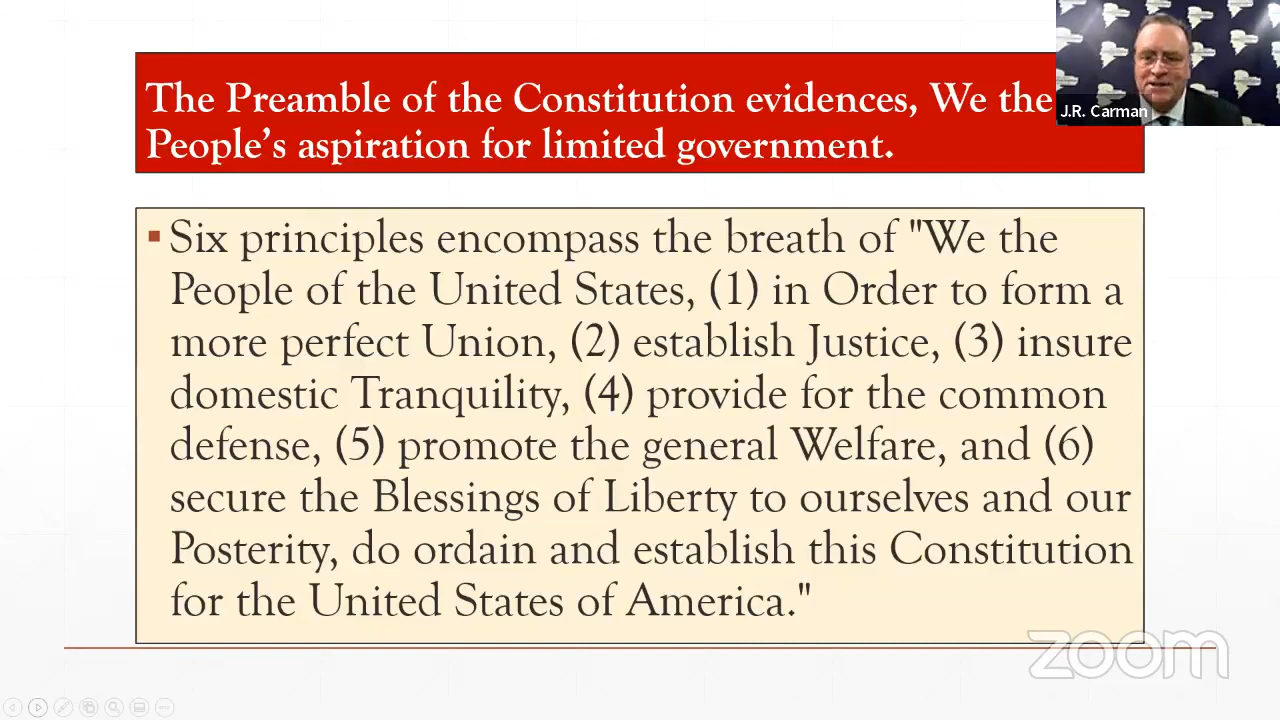 The Preamble of the Constitution evidences, We the
People’s aspiration for limited government.
J.R. Carman
▪ Six principles encompass the breath of "We the
People of the United States, (1) in Order to form a
more perfect Union, (2) establish Justice, (3) insure
domestic Tranquility, (4) provide for the common
defense, (5) promote the general Welfare, and (6)
secure the Blessings of Liberty to ourselves and our
Posterity, do ordain and establish this Constitution
for the United States of America."
zoom